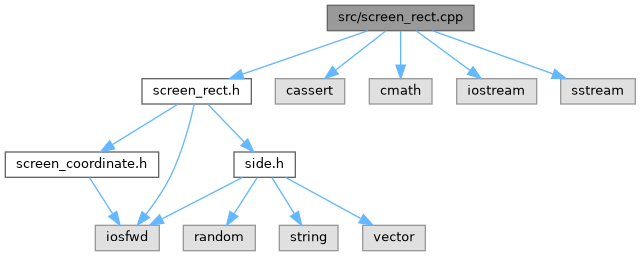 src/screen_rect.cpp
screen_rect.h
cassert
cmath
iostream
sstream
screen_coordinate.h
side.h
iosfwd
random
string
vector